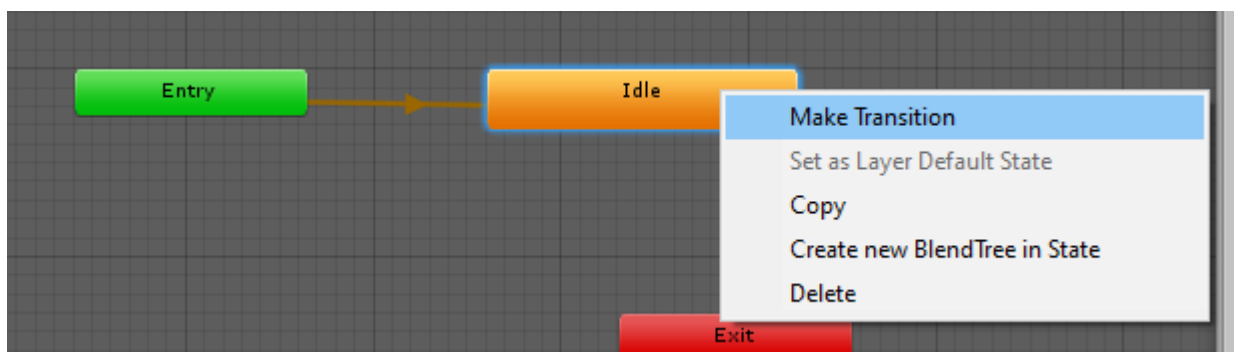 Entry
Idle
Make Transition
Set as Layer Default State
Copy
Create new BlendTree in State
Delete
Exit